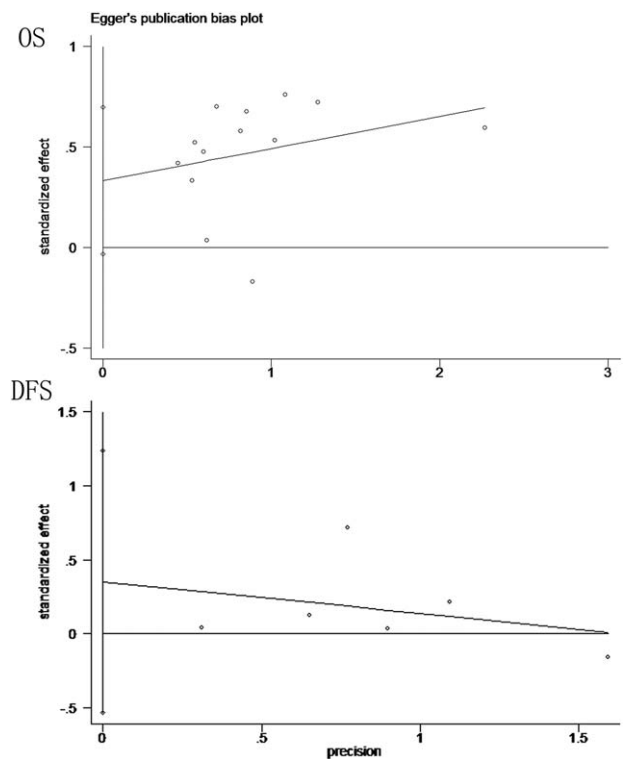 Egger's publication bias plot
OS
1
.5
0
-.5
standardized effect
0 1 2 3
DFS
1.5
1
.5
0
-.5
standardized effect
0 .5 1 1.5
precision